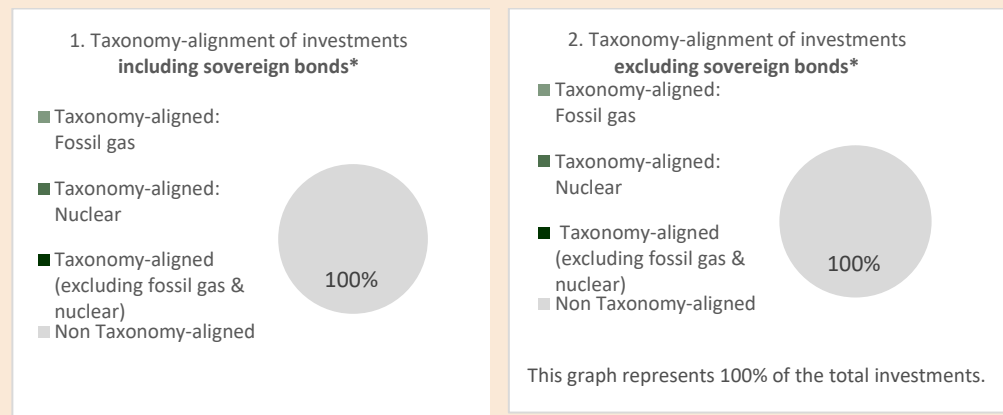 1. Taxonomy-alignment of investments
including sovereign bonds*
Taxonomy-aligned:
Fossil gas
Taxonomy-aligned:
Nuclear
Taxonomy-aligned
(excluding fossil gas &
nuclear)
Non Taxonomy-aligned
100%
2. Taxonomy-alignment of investments
excluding sovereign bonds*
Taxonomy-aligned:
Fossil gas
Taxonomy-aligned:
Nuclear
Taxonomy-aligned
(excluding fossil gas &
nuclear)
Non Taxonomy-aligned
100%
This graph represents 100% of the total investments.